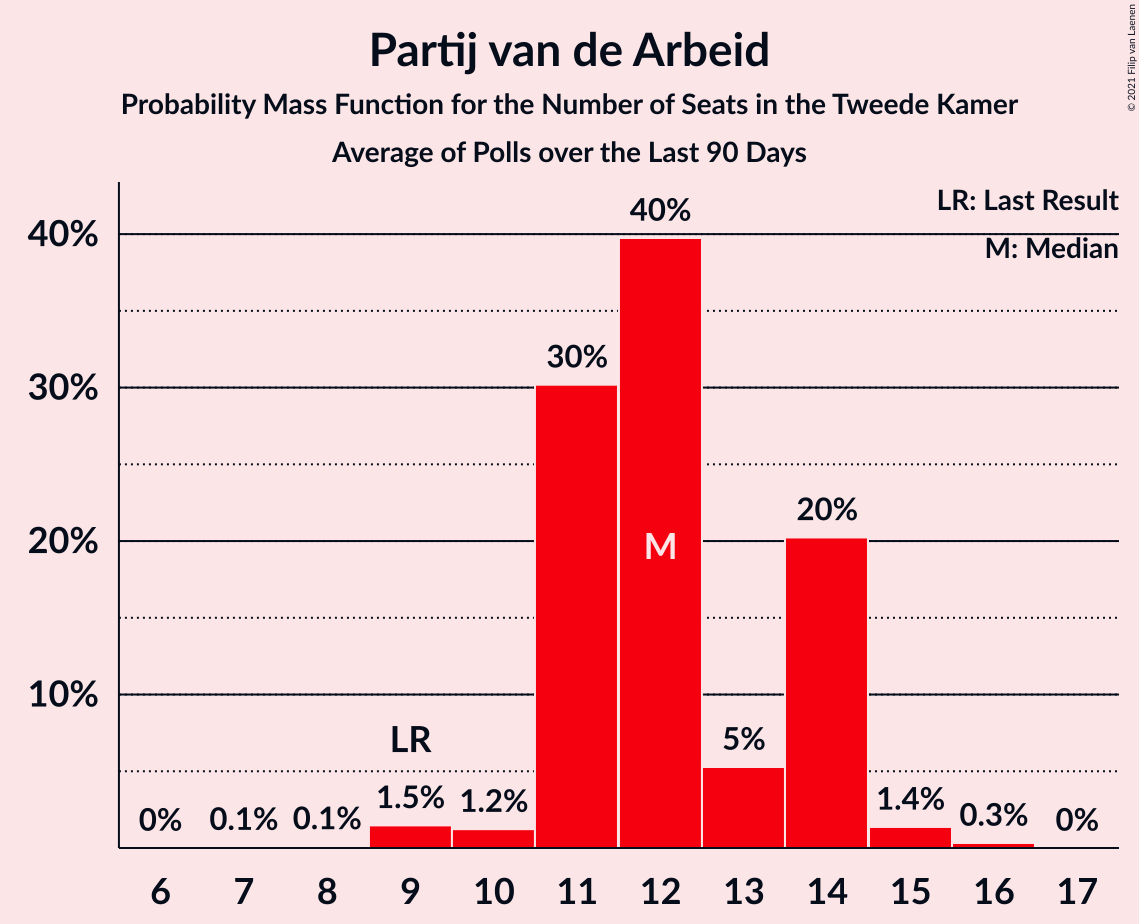 Partij van de Arbeid
Probability Mass Function for the Number of Seats in the Tweede Kamer
Average of Polls over the Last 90 Days
© 2021 Filip van Laenen
LR: Last Result
M: Median
40%
30%
20%
10%
0%
0.1%
0.1%
LR
1.5%
1.2%
30%
40%
M
5%
20%
1.4%
0.3%
0%
6 7 8 9 10 11 12 13 14 15 16 17